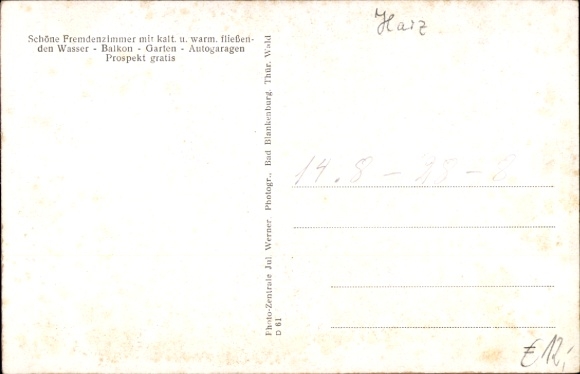 Schöne Fremdenzimmer mit kalt. u. warm. fließen-
den Wasser - Balkon - Garten - Autogaragen
Prospekt gratis
Photo-Zentrale Jul. Werner Photogr., Bad Blankenburg, Thür. Wald
D 61
Harz
14.8 - 28-8
€ 12,-